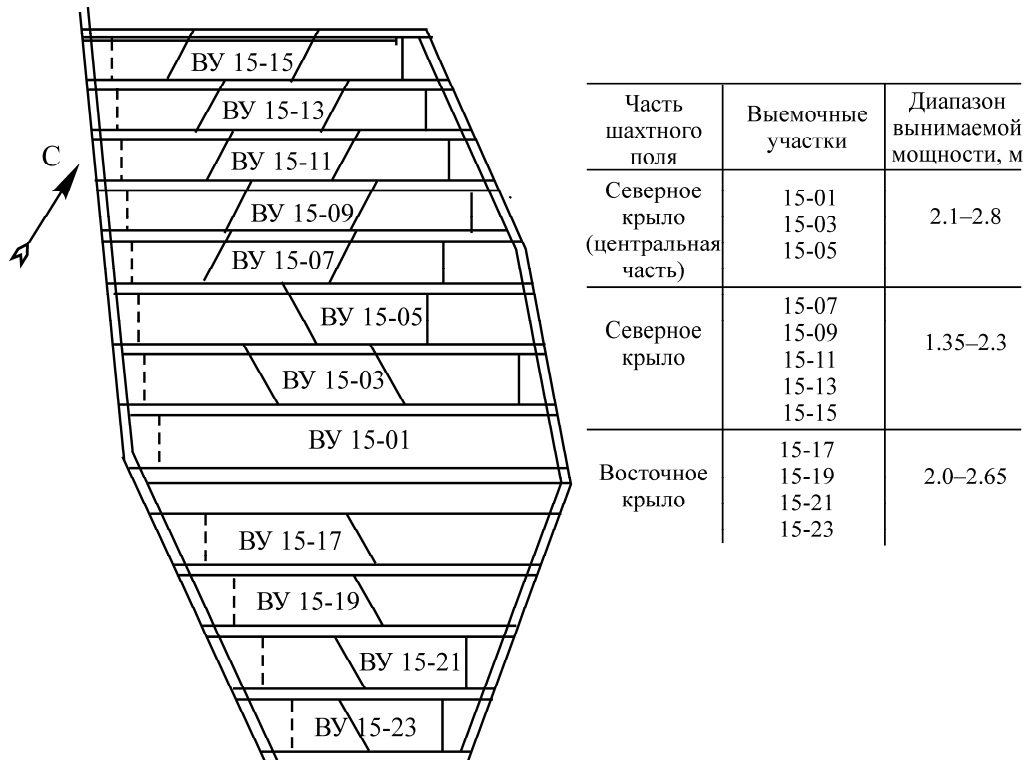 С
ВУ 15-15
ВУ 15-13
ВУ 15-11
ВУ 15-09
ВУ 15-07
ВУ 15-05
ВУ 15-03
ВУ 15-01
ВУ 15-17
ВУ 15-19
ВУ 15-21
ВУ 15-23
Часть
шахтного
поля
Выемочные
участки
Диапазон
вынимаемой
мощности, м
Северное
крыло
(центральная
часть)
15-01
15-03
15-05
2.1–2.8
Северное
крыло
15-07
15-09
15-11
15-13
15-15
1.35–2.3
Восточное
крыло
15-17
15-19
15-21
15-23
2.0–2.65